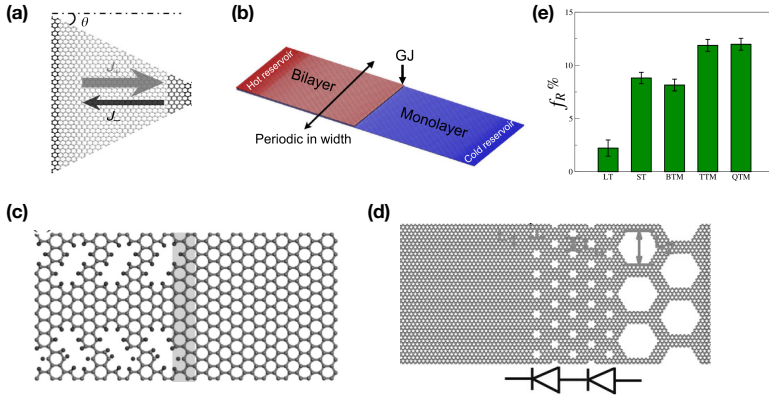 (a)
θ
J₋
(b)
GJ
Hot reservoir
Bilayer
Monolayer
Cold reservoir
Periodic in width
(e)
f_R %
15
10
5
0
LT
ST
BTM
TTM
QTM
(c)
(d)